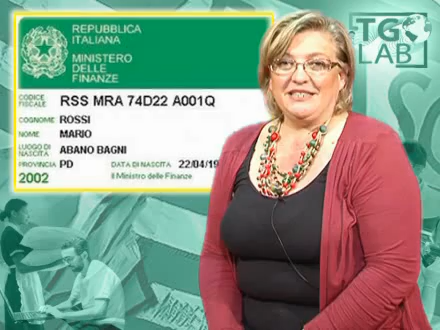 REPUBBLICA
ITALIANA
MINISTERO
DELLE
FINANZE
CODICE
FISCALE RSS MRA 74D22 A001Q
COGNOME ROSSI
NOME MARIO
LUOGO DI
NASCITA ABANO BAGNI
PROVINCIA PD DATA DI NASCITA 22/04/19
2002 Il Ministro delle Finanze
TG
LAB